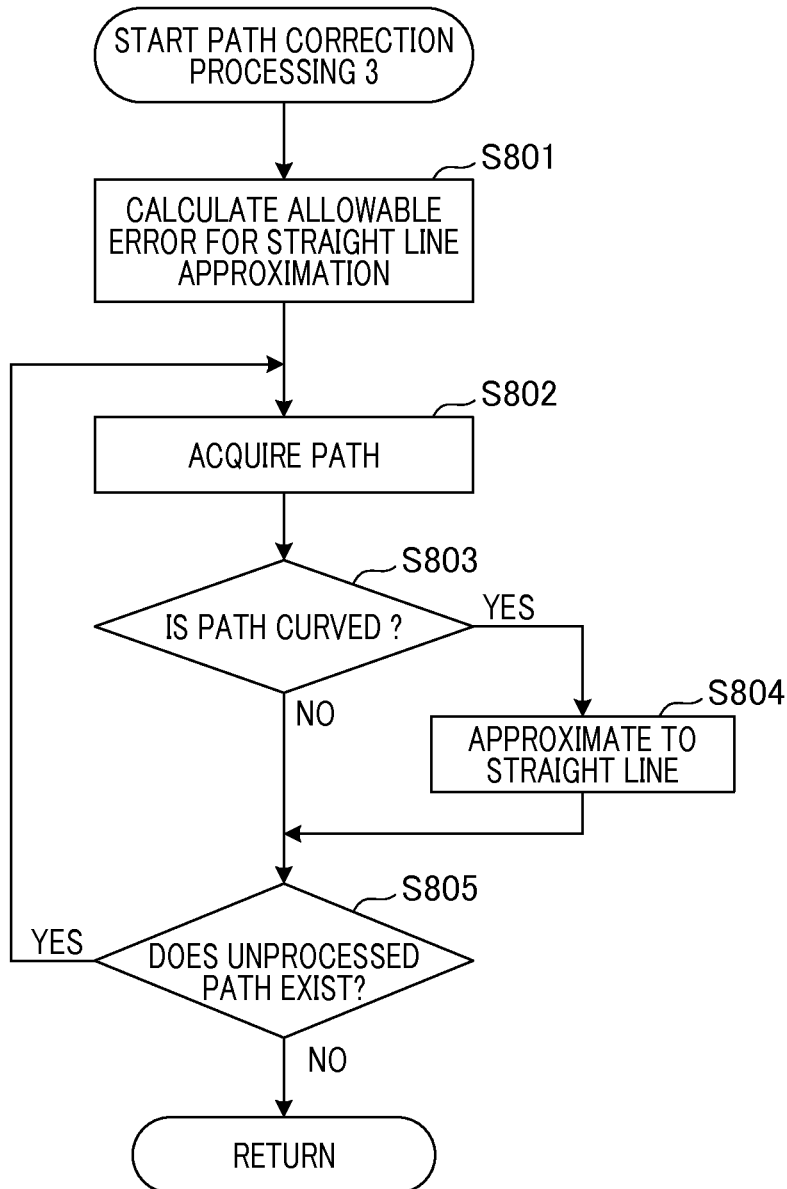 START PATH CORRECTION
PROCESSING 3
S801
CALCULATE ALLOWABLE
ERROR FOR STRAIGHT LINE
APPROXIMATION
S802
ACQUIRE PATH
S803
IS PATH CURVED ?
YES
NO
S804
APPROXIMATE TO
STRAIGHT LINE
S805
YES
DOES UNPROCESSED
PATH EXIST?
NO
RETURN